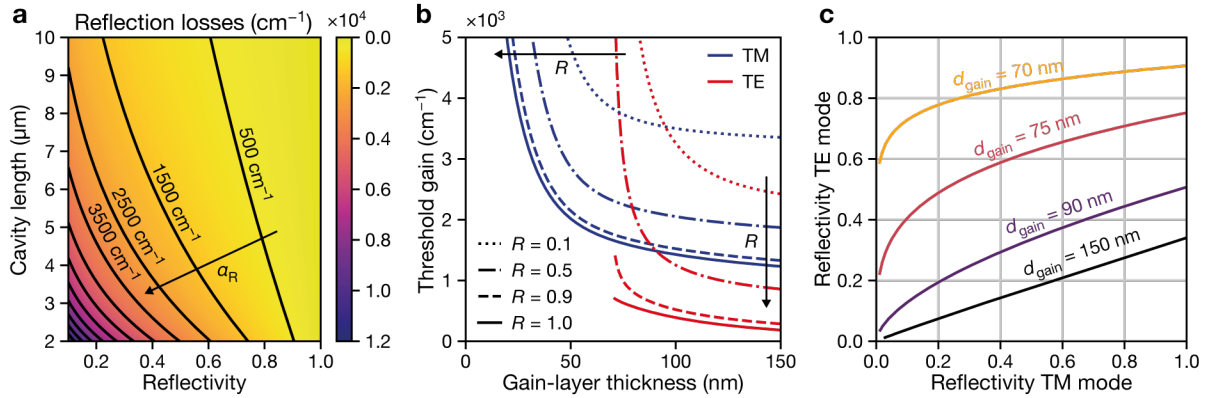 a
Reflection losses (cm⁻¹)
×10⁴
Cavity length (µm)
10
9
8
7
6
5
4
3
2
500 cm⁻¹
1500 cm⁻¹
2500 cm⁻¹
3500 cm⁻¹
α_R
0.2
0.4
0.6
0.8
1.0
Reflectivity
0.0
0.2
0.4
0.6
0.8
1.0
1.2
b
×10³
Threshold gain (cm⁻¹)
5
4
3
2
1
0
R
TM
TE
R
R = 0.1
R = 0.5
R = 0.9
R = 1.0
0
50
100
150
Gain-layer thickness (nm)
c
Reflectivity TE mode
1.0
0.8
0.6
0.4
0.2
0.0
d_gain = 70 nm
d_gain = 75 nm
d_gain = 90 nm
d_gain = 150 nm
0.0
0.2
0.4
0.6
0.8
1.0
Reflectivity TM mode